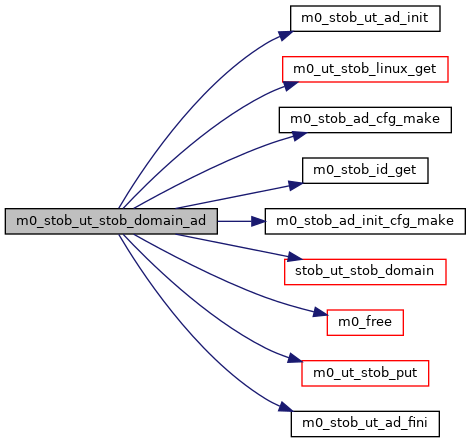 m0_stob_ut_ad_init
m0_ut_stob_linux_get
m0_stob_ad_cfg_make
m0_stob_id_get
m0_stob_ut_stob_domain_ad
m0_stob_ad_init_cfg_make
stob_ut_stob_domain
m0_free
m0_ut_stob_put
m0_stob_ut_ad_fini